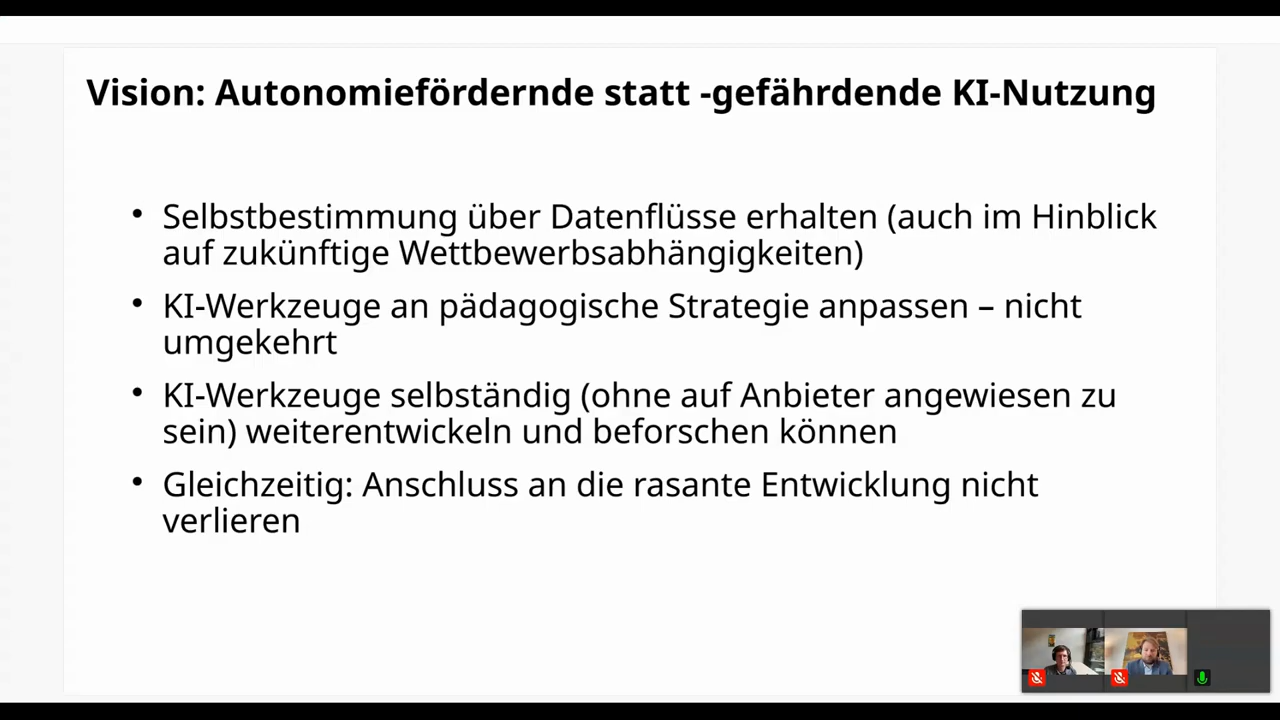 Vision: Autonomiefördernde statt -gefährdende KI-Nutzung
• Selbstbestimmung über Datenflüsse erhalten (auch im Hinblick
auf zukünftige Wettbewerbsabhängigkeiten)
• KI-Werkzeuge an pädagogische Strategie anpassen – nicht
umgekehrt
• KI-Werkzeuge selbständig (ohne auf Anbieter angewiesen zu
sein) weiterentwickeln und beforschen können
• Gleichzeitig: Anschluss an die rasante Entwicklung nicht
verlieren